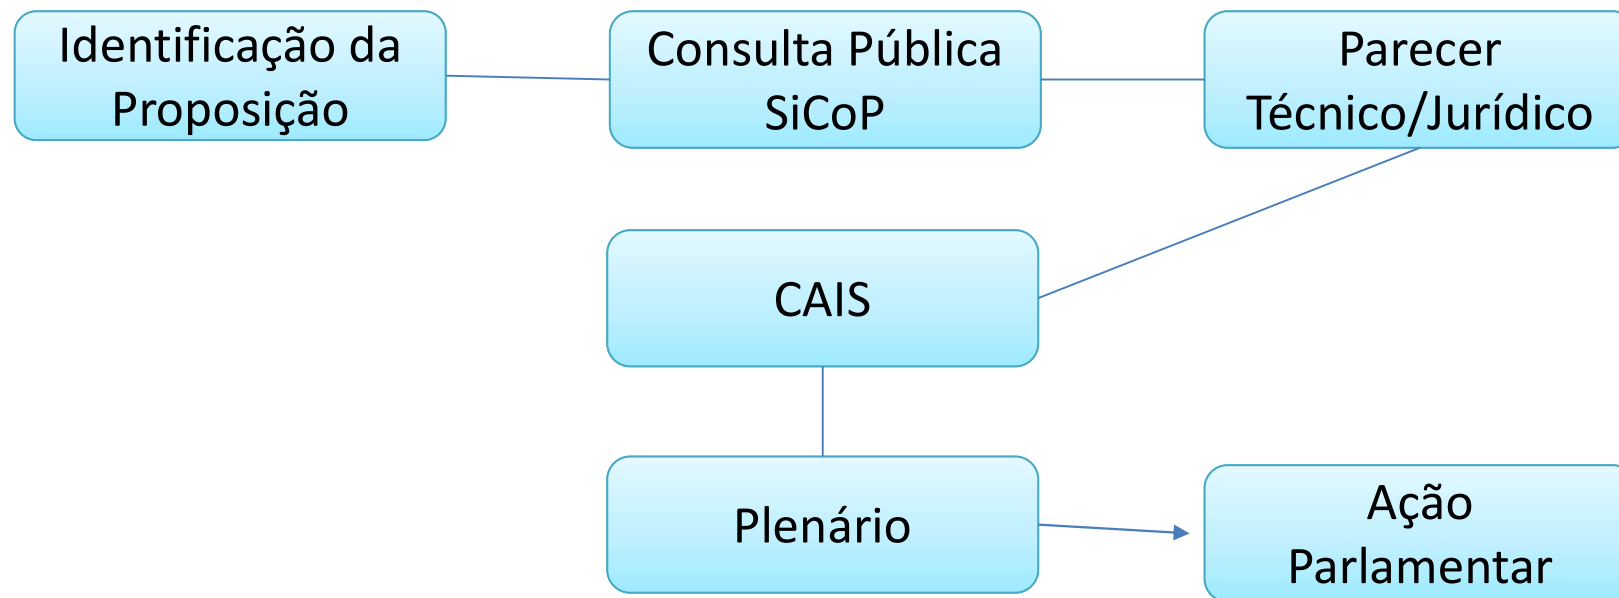 Identificação da
Proposição
Consulta Pública
SiCoP
Parecer
Técnico/Jurídico
CAIS
Plenário
Ação
Parlamentar